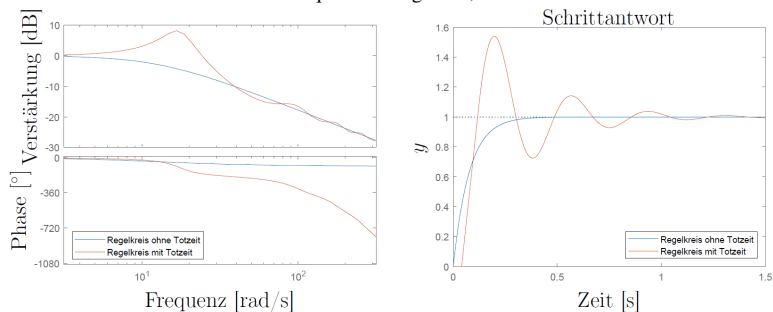 Verstärkung [dB]
10
0
-10
-20
-30
Phase [°]
0
-360
-720
-1080
Regelkreis ohne Totzeit
Regelkreis mit Totzeit
10¹
10²
Frequenz [rad/s]
Schrittantwort
y
1.6
1.4
1.2
1
0.8
0.6
0.4
0.2
0
Regelkreis ohne Totzeit
Regelkreis mit Totzeit
0
0.5
1
1.5
Zeit [s]